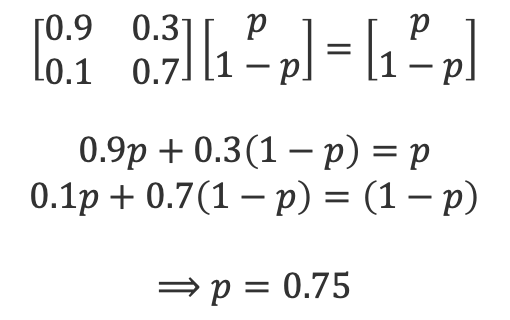 [0.9 0.3] [p] = [p]
[0.1 0.7] [1 − p] = [1 − p]
0.9p + 0.3(1 − p) = p
0.1p + 0.7(1 − p) = (1 − p)
⟹ p = 0.75